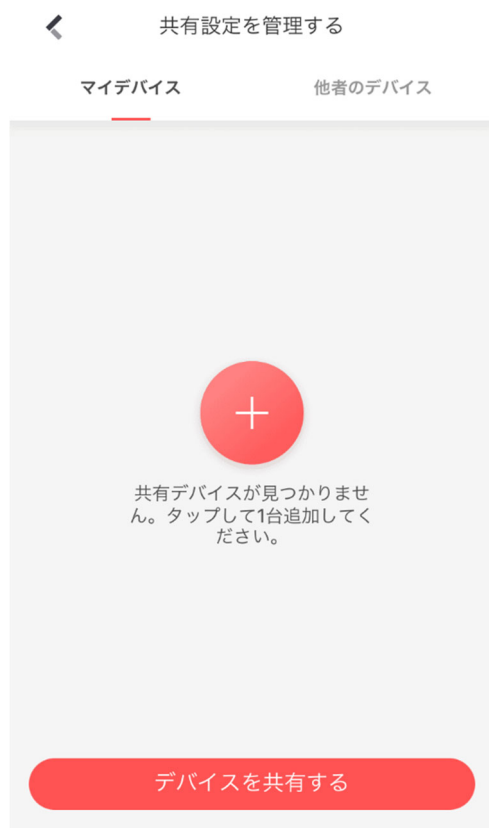 共有設定を管理する
マイデバイス
他者のデバイス
共有デバイスが見つかりませ
ん。タップして1台追加してく
ださい。
デバイスを共有する